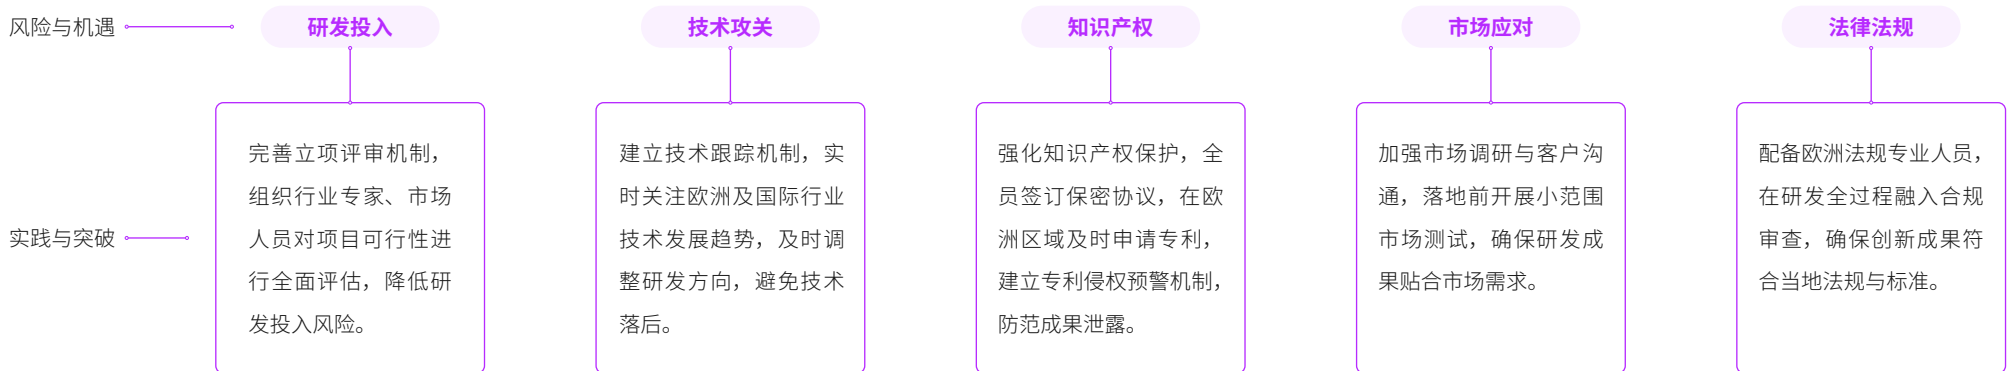 风险与机遇
研发投入
技术攻关
知识产权
市场应对
法律法规
实践与突破
完善立项评审机制，
组织行业专家、市场
人员对项目可行性进
行全面评估，降低研
发投入风险。
建立技术跟踪机制，实
时关注欧洲及国际行业
技术发展趋势，及时调
整研发方向，避免技术
落后。
强化知识产权保护，全
员签订保密协议，在欧
洲区域及时申请专利，
建立专利侵权预警机制，
防范成果泄露。
加强市场调研与客户沟
通，落地前开展小范围
市场测试，确保研发成
果贴合市场需求。
配备欧洲法规专业人员，
在研发全过程融入合规
审查，确保创新成果符
合当地法规与标准。